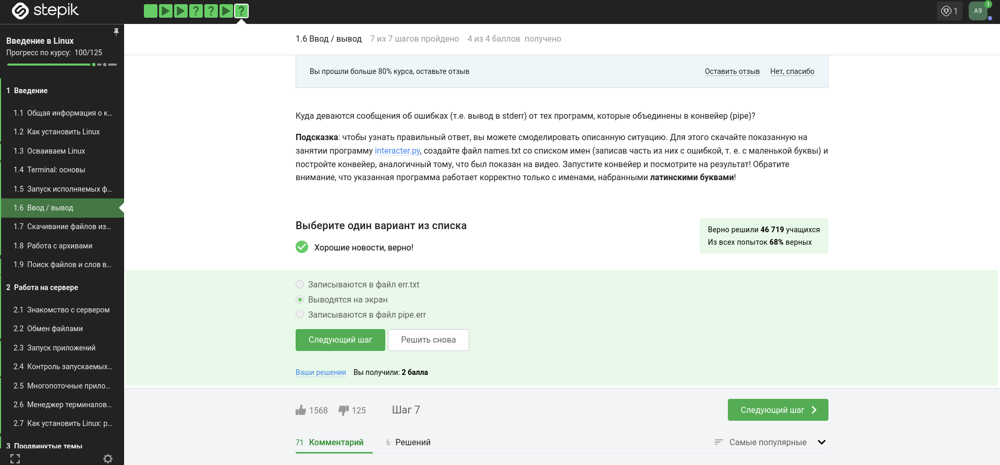 stepik
1
A9
1
Введение в Linux
Прогресс по курсу: 100/125
1 Введение
1.1 Общая информация о к...
1.2 Как установить Linux
1.3 Осваиваем Linux
1.4 Terminal: основы
1.5 Запуск исполняемых ф...
1.6 Ввод / вывод
1.7 Скачивание файлов из...
1.8 Работа с архивами
1.9 Поиск файлов и слов в...
2 Работа на сервере
2.1 Знакомство с сервером
2.2 Обмен файлами
2.3 Запуск приложений
2.4 Контроль запускаемых...
2.5 Многопоточные прило...
2.6 Менеджер терминалов...
2.7 Как установить Linux: р...
3 Продвинутые темы
1.6 Ввод / вывод 7 из 7 шагов пройдено 4 из 4 баллов получено
Вы прошли больше 80% курса, оставьте отзыв Оставить отзыв Нет, спасибо
Куда деваются сообщения об ошибках (т.е. вывод в stderr) от тех программ, которые объединены в конвейер (pipe)?
Подсказка: чтобы узнать правильный ответ, вы можете смоделировать описанную ситуацию. Для этого скачайте показанную на
занятии программу interacter.py, создайте файл names.txt со списком имен (записав часть из них с ошибкой, т. е. с маленькой буквы) и
постройте конвейер, аналогичный тому, что был показан на видео. Запустите конвейер и посмотрите на результат! Обратите
внимание, что указанная программа работает корректно только с именами, набранными латинскими буквами!
Выберите один вариант из списка
Хорошие новости, верно!
Верно решили 46 719 учащихся
Из всех попыток 68% верных
Записываются в файл err.txt
Выводятся на экран
Записываются в файл pipe.err
Следующий шаг Решить снова
Ваши решения Вы получили: 2 балла
1568 125 Шаг 7 Следующий шаг
71 Комментарий 6 Решений Самые популярные